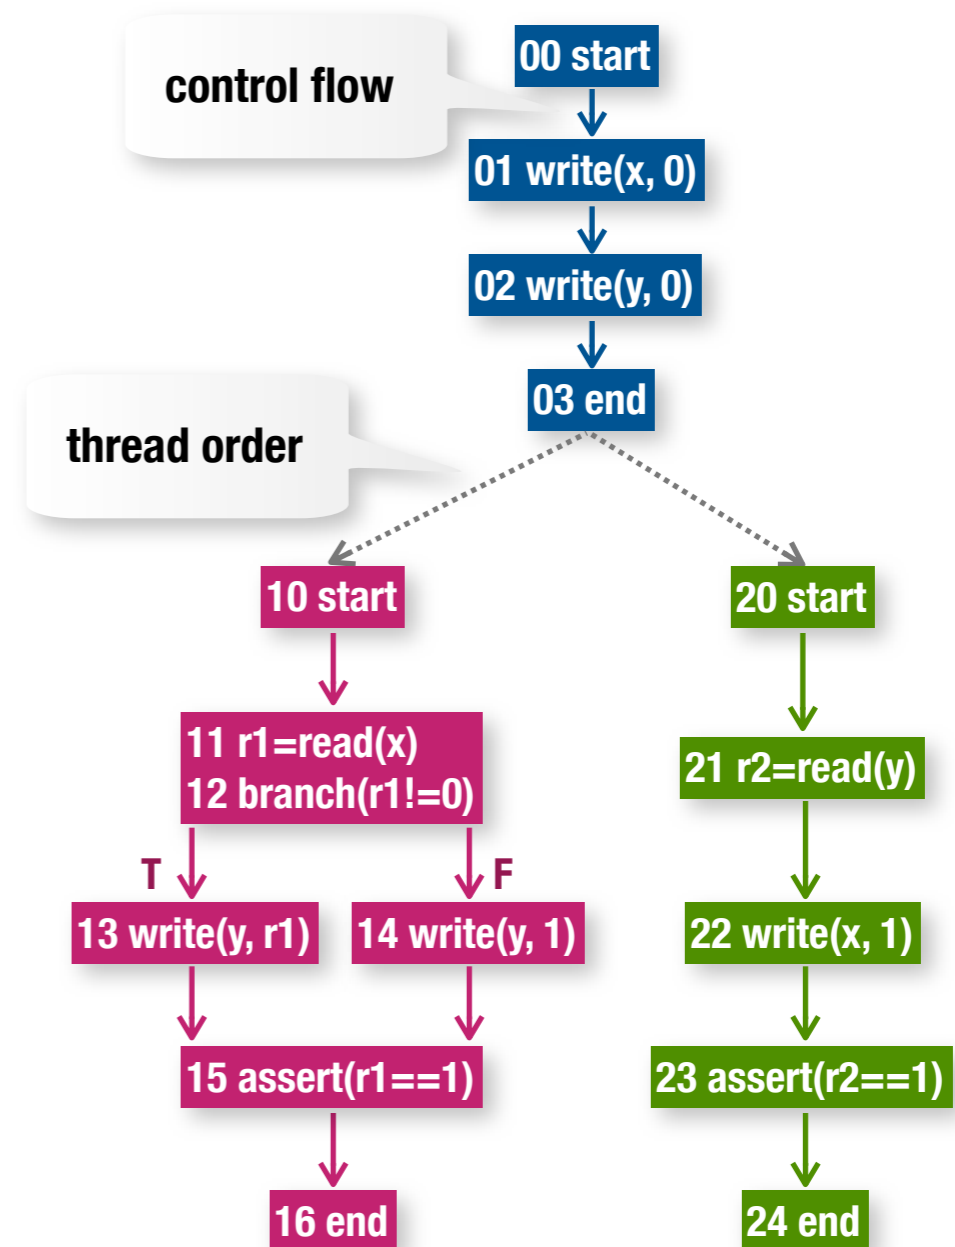 control flow
00 start
01 write(x, 0)
02 write(y, 0)
03 end
thread order
10 start
20 start
11 r1=read(x)
12 branch(r1!=0)
21 r2=read(y)
T
F
13 write(y, r1)
14 write(y, 1)
22 write(x, 1)
15 assert(r1==1)
23 assert(r2==1)
16 end
24 end